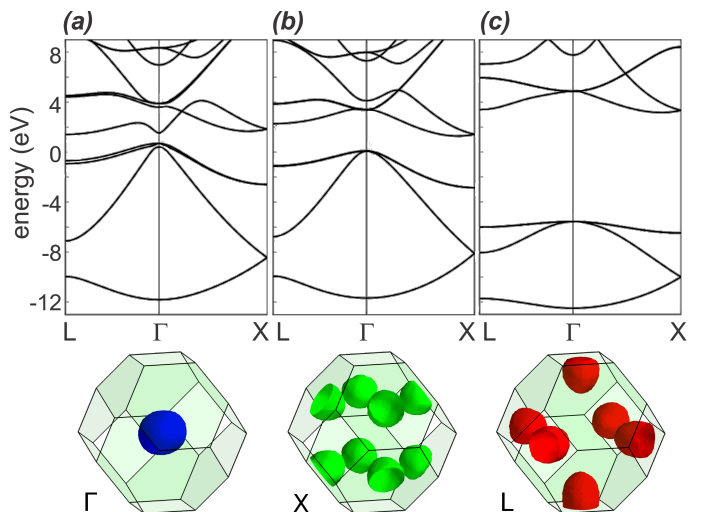 (a) (b) (c)
energy (eV)
8
4
0
-4
-8
-12
L Γ X L Γ X L Γ X
Γ X L